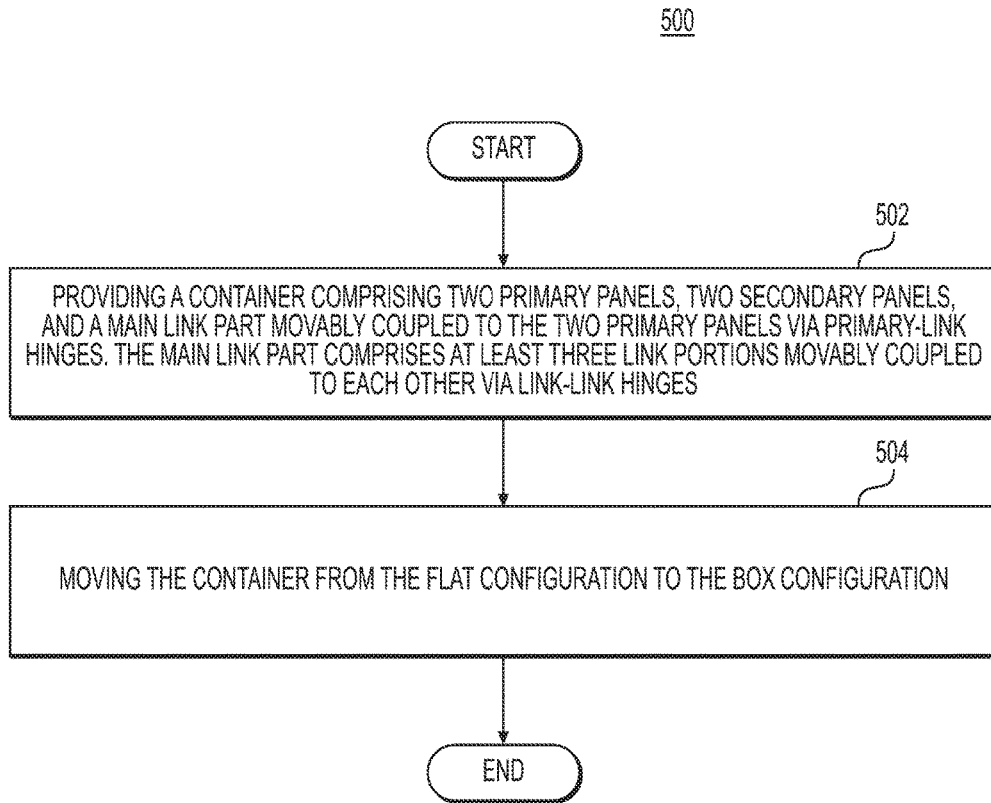 500
START
502
PROVIDING A CONTAINER COMPRISING TWO PRIMARY PANELS, TWO SECONDARY PANELS,
AND A MAIN LINK PART MOVABLY COUPLED TO THE TWO PRIMARY PANELS VIA PRIMARY-LINK
HINGES. THE MAIN LINK PART COMPRISES AT LEAST THREE LINK PORTIONS MOVABLY COUPLED
TO EACH OTHER VIA LINK-LINK HINGES
504
MOVING THE CONTAINER FROM THE FLAT CONFIGURATION TO THE BOX CONFIGURATION
END